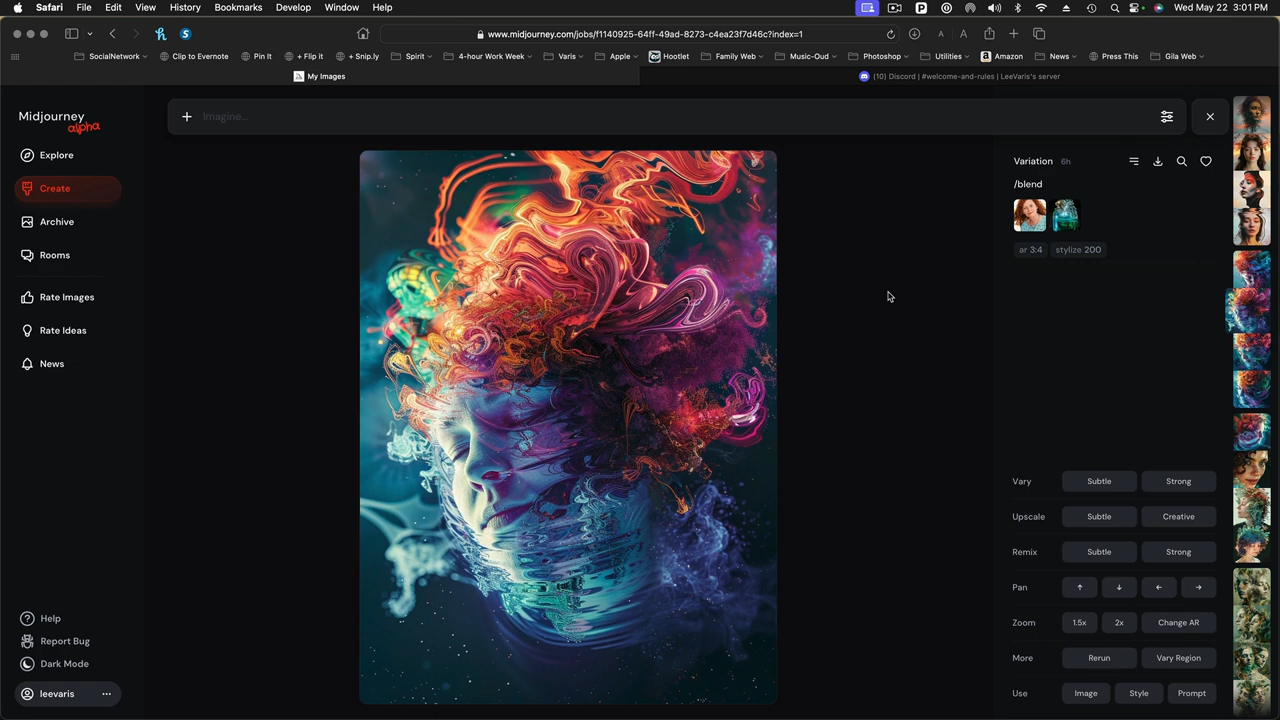 Safari File Edit View History Bookmarks Develop Window Help Wed May 22 3:01 PM
www.midjourney.com/jobs/f1140925-64ff-49ad-8273-c4ea23f7d46c?index=1
SocialNetwork Clip to Evernote Pin It + Flip it + Snip.ly Spirit 4-hour Work Week Varis Apple Hootlet Family Web Music-Oud Photoshop Utilities Amazon News Press This Gila Web
My Images (10) Discord | #welcome-and-rules | LeeVaris's server
Midjourney
alpha
Imagine...
Explore
Create
Archive
Rooms
Rate Images
Rate Ideas
News
Help
Report Bug
Dark Mode
leevaris
Variation 6h
/blend
ar 3:4 stylize 200
Vary Subtle Strong
Upscale Subtle Creative
Remix Subtle Strong
Pan ↑ ↓ ← →
Zoom 1.5x 2x Change AR
More Rerun Vary Region
Use Image Style Prompt